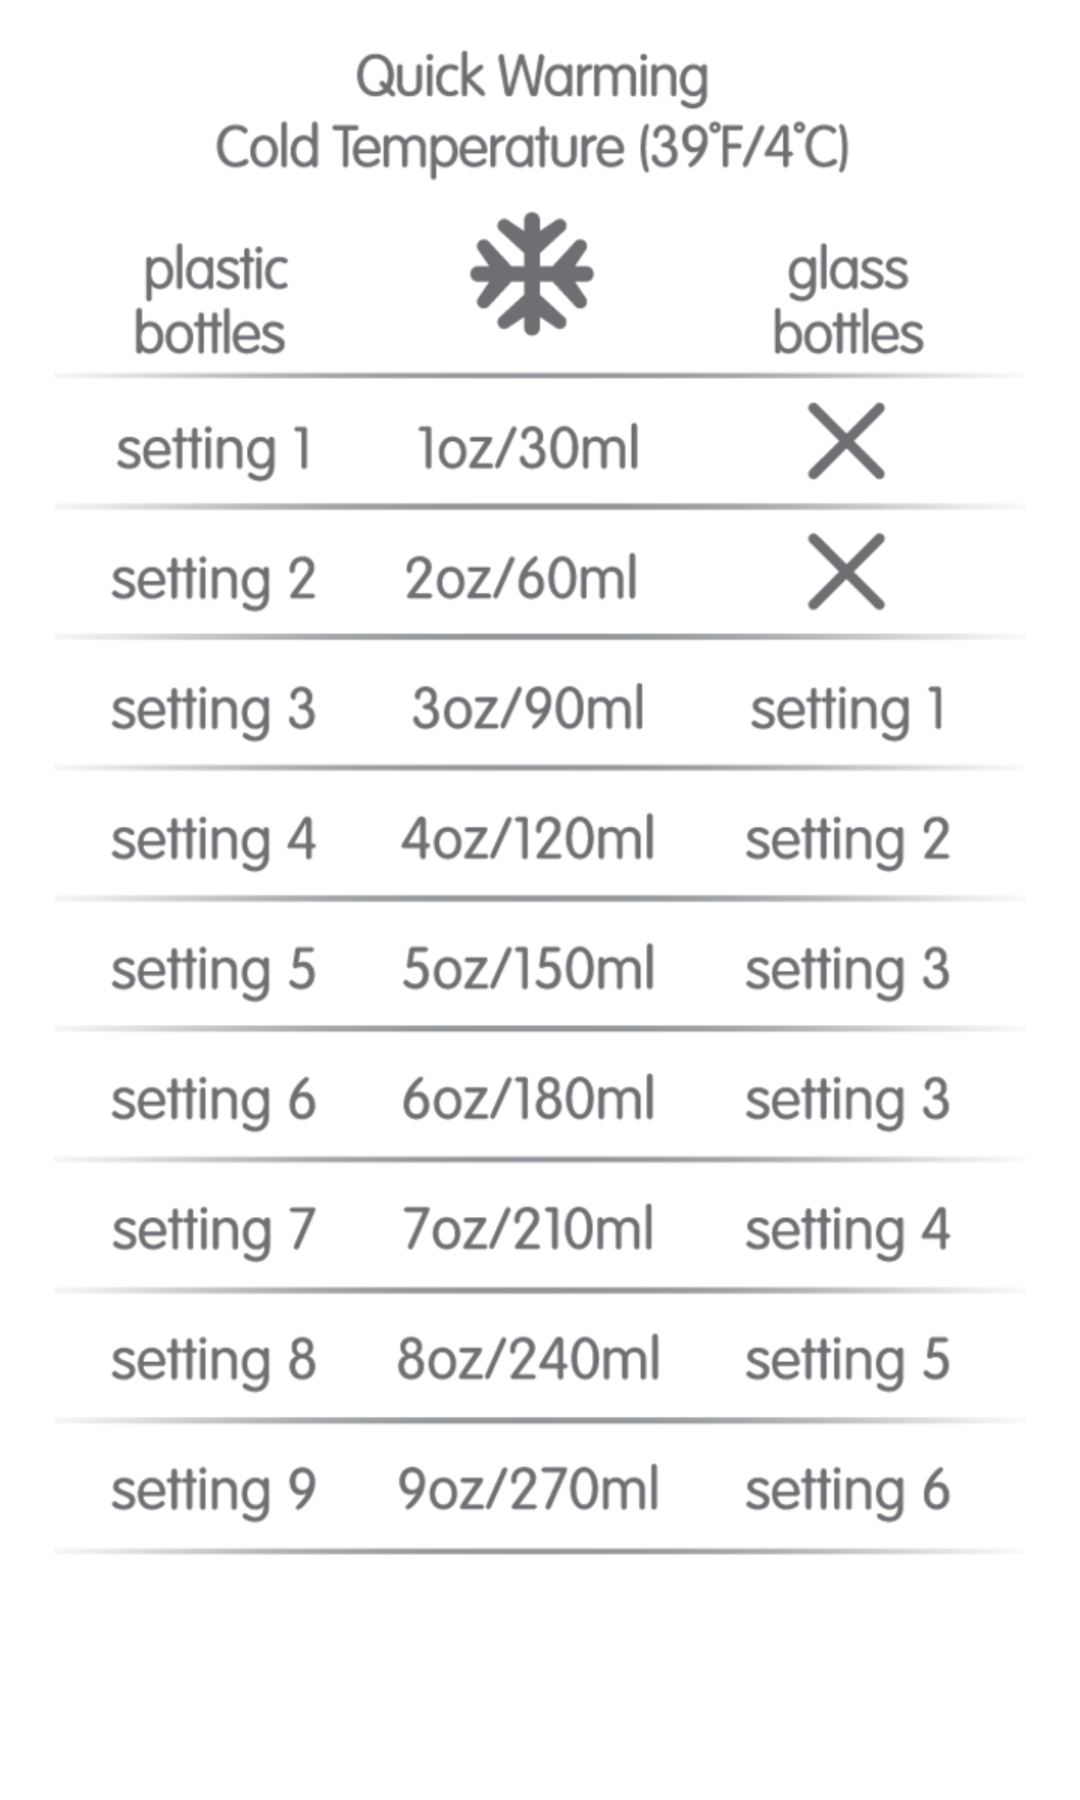 Quick Warming
Cold Temperature (39°F/4°C)
plastic bottles glass bottles
setting 1 1oz/30ml
setting 2 2oz/60ml
setting 3 3oz/90ml setting 1
setting 4 4oz/120ml setting 2
setting 5 5oz/150ml setting 3
setting 6 6oz/180ml setting 3
setting 7 7oz/210ml setting 4
setting 8 8oz/240ml setting 5
setting 9 9oz/270ml setting 6